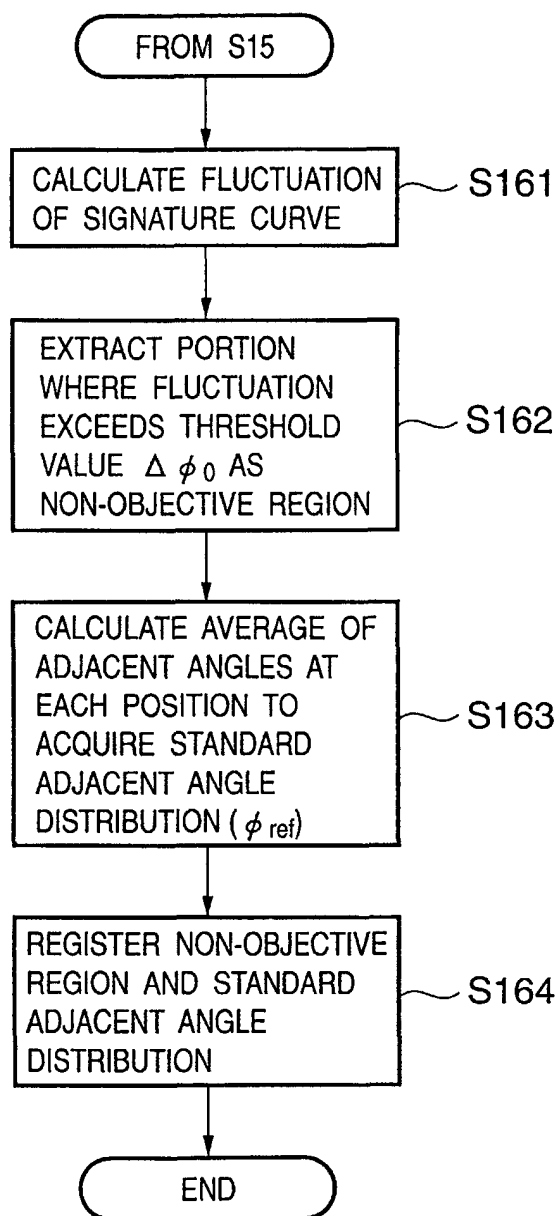 FROM S15
CALCULATE FLUCTUATION
OF SIGNATURE CURVE
S161
EXTRACT PORTION
WHERE FLUCTUATION
EXCEEDS THRESHOLD
VALUE Δ φ0 AS
NON-OBJECTIVE REGION
S162
CALCULATE AVERAGE OF
ADJACENT ANGLES AT
EACH POSITION TO
ACQUIRE STANDARD
ADJACENT ANGLE
DISTRIBUTION (φref)
S163
REGISTER NON-OBJECTIVE
REGION AND STANDARD
ADJACENT ANGLE
DISTRIBUTION
S164
END